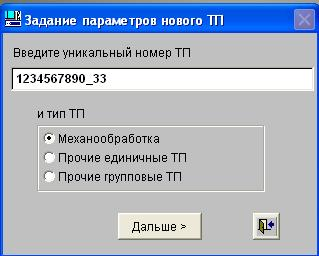 Задание параметров нового ТП
Введите уникальный номер ТП
1234567890_33
и тип ТП
Механообработка
Прочие единичные ТП
Прочие групповые ТП
Дальше >